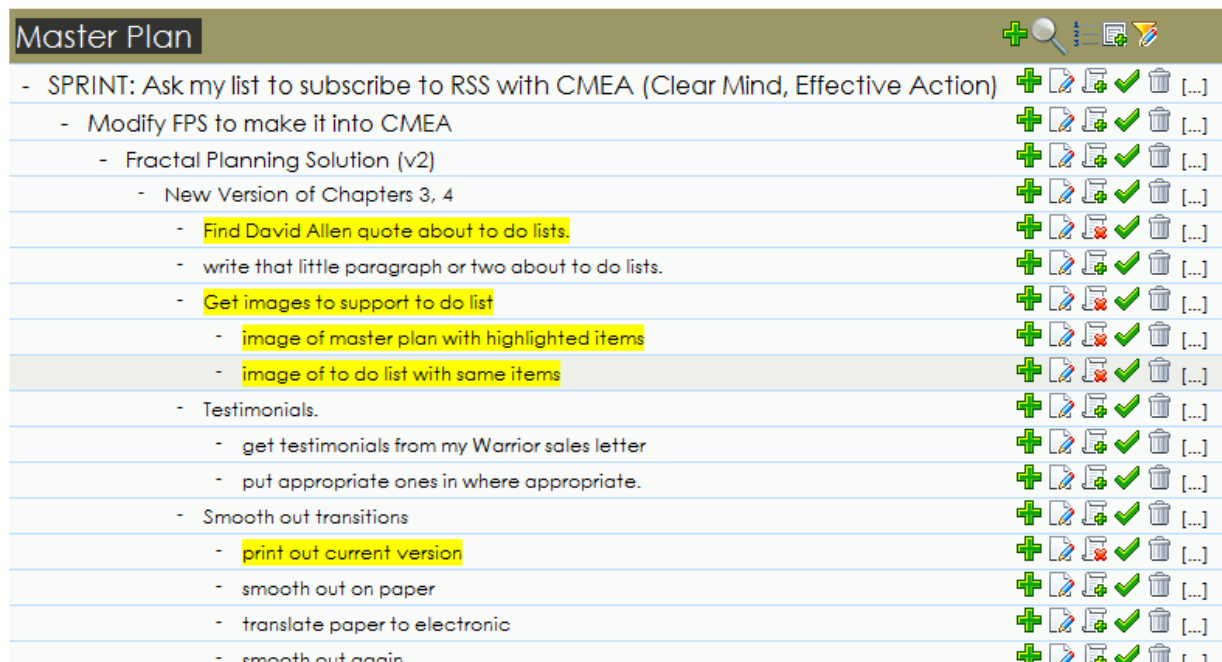 Master Plan
- SPRINT: Ask my list to subscribe to RSS with CMEA (Clear Mind, Effective Action) [...]
- Modify FPS to make it into CMEA [...]
- Fractal Planning Solution (v2) [...]
- New Version of Chapters 3, 4 [...]
- Find David Allen quote about to do lists. [...]
- write that little paragraph or two about to do lists. [...]
- Get images to support to do list [...]
- image of master plan with highlighted items [...]
- image of to do list with same items [...]
- Testimonials. [...]
- get testimonials from my Warrior sales letter [...]
- put appropriate ones in where appropriate. [...]
- Smooth out transitions [...]
- print out current version [...]
- smooth out on paper [...]
- translate paper to electronic [...]
- smooth out again [...]